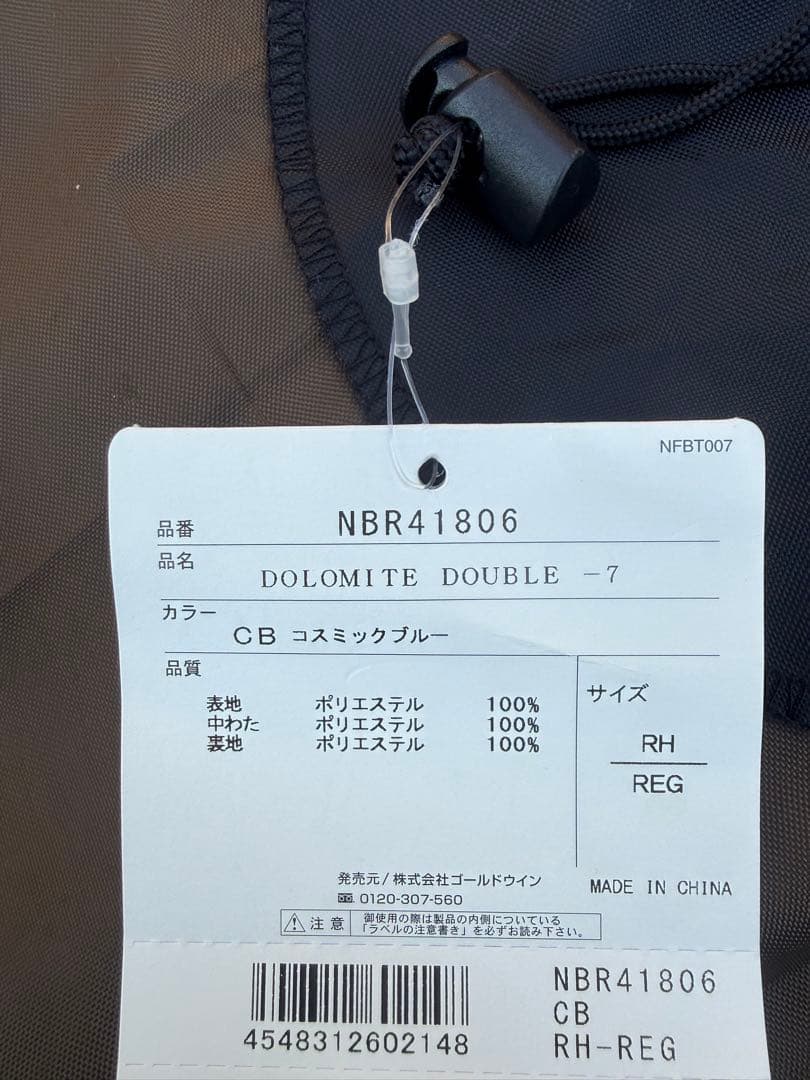 NFBT007
品番 NBR41806
品名 DOLOMITE DOUBLE -7
カラー
CB コスミックブルー
品質
サイズ
表地 ポリエステル 100%
中わた ポリエステル 100%
裏地 ポリエステル 100%
RH
REG
発売元/株式会社ゴールドウイン
0120-307-560
MADE IN CHINA
注意 御使用の際は製品の内側についている
「ラベルの注意書き」を必ずお読み下さい。
NBR41806
CB
RH-REG
4548312602148